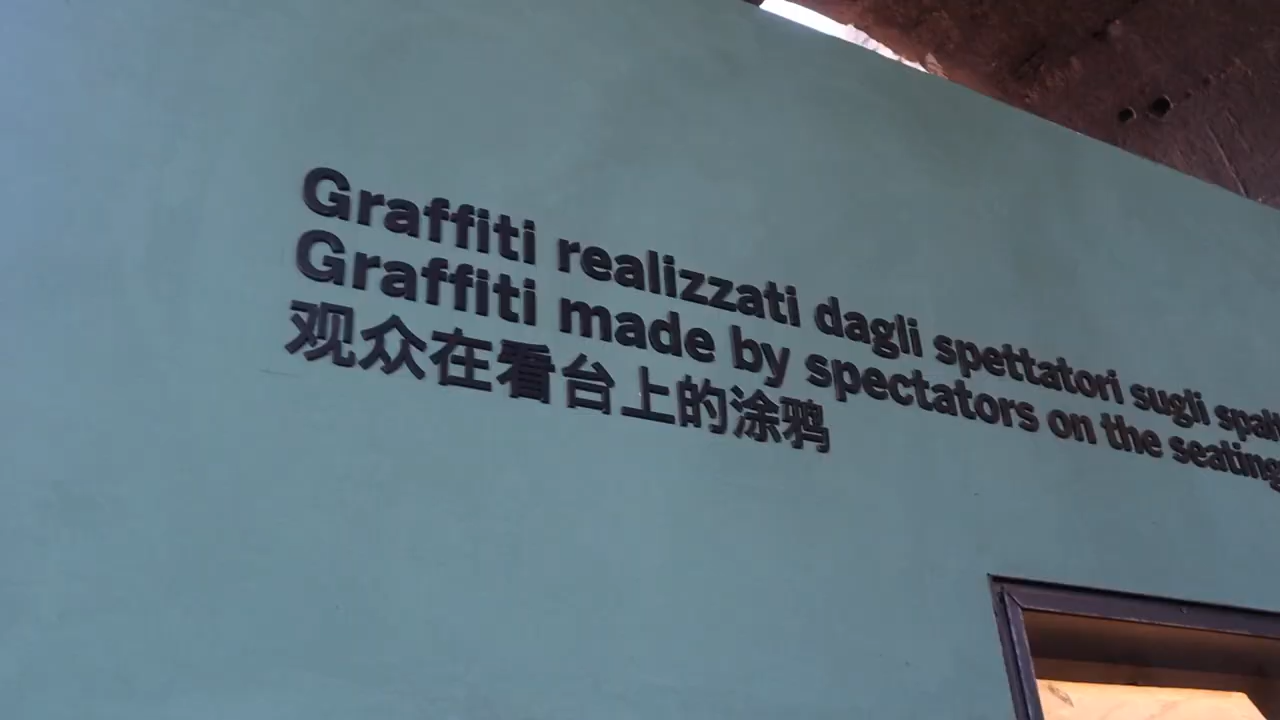 Graffiti realizzati dagli spettatori sugli
Graffiti made by spectators on the seating
观众在看台上的涂鸦